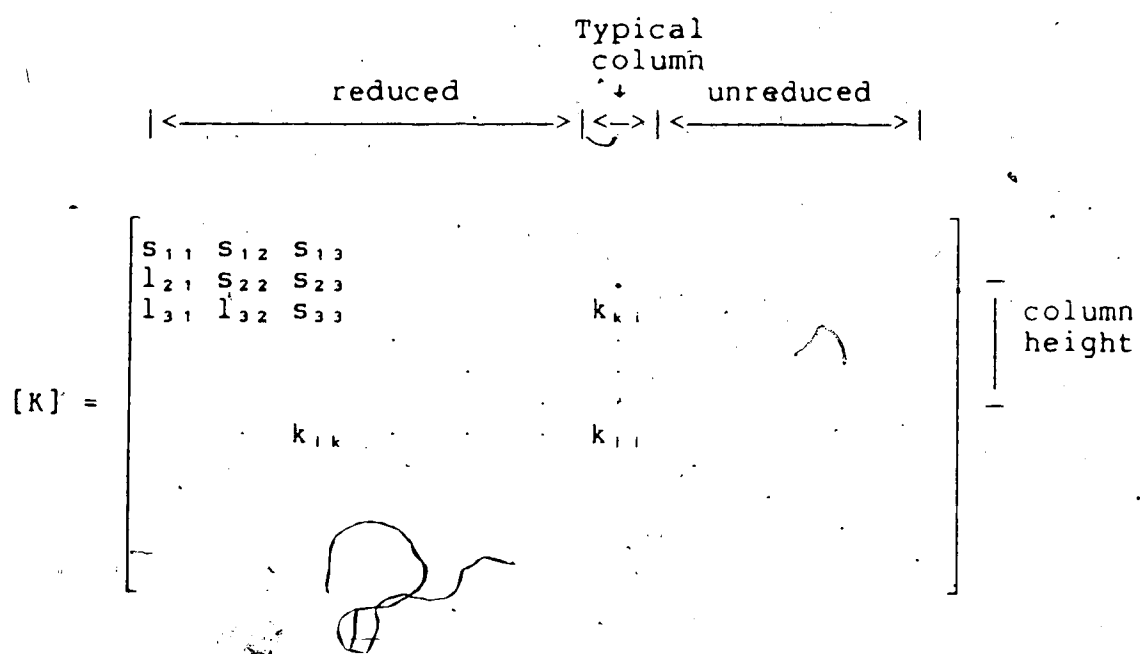 Typical
column
reduced ↓ unreduced
|<———————>|<—>|<———————>|
s₁₁ s₁₂ s₁₃
l₂₁ s₂₂ s₂₃
l₃₁ l₃₂ s₃₃ kₖᵢ column
height
[K] =
kᵢₖ . . . kᵢᵢ